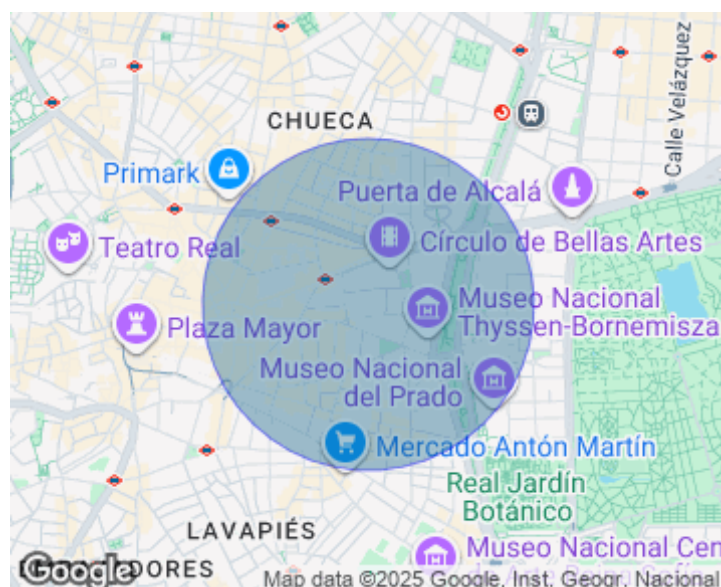 CHUECA
Calle Velázquez
Primark
Puerta de Alcalá
Teatro Real
Círculo de Bellas Artes
Plaza Mayor
Museo Nacional
Thyssen-Bornemisza
Museo Nacional
del Prado
Mercado Antón Martín
Real Jardín
Botánico
LAVAPIÉS
Museo Nacional Cen
Google
Map data ©2025 Google, Inst. Geogr. Nacional